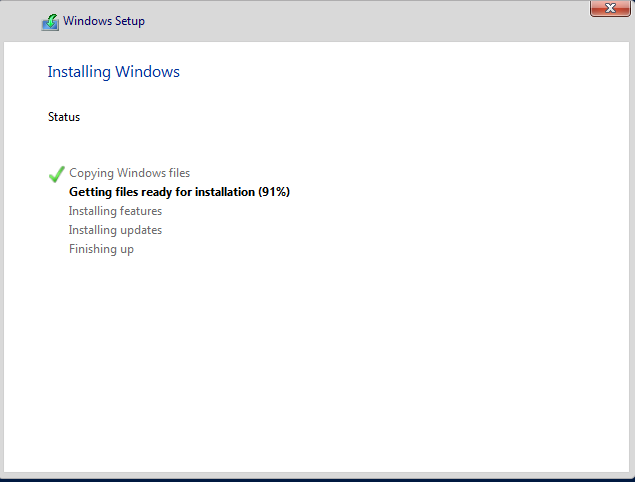 Windows Setup
Installing Windows
Status
Copying Windows files
Getting files ready for installation (91%)
Installing features
Installing updates
Finishing up